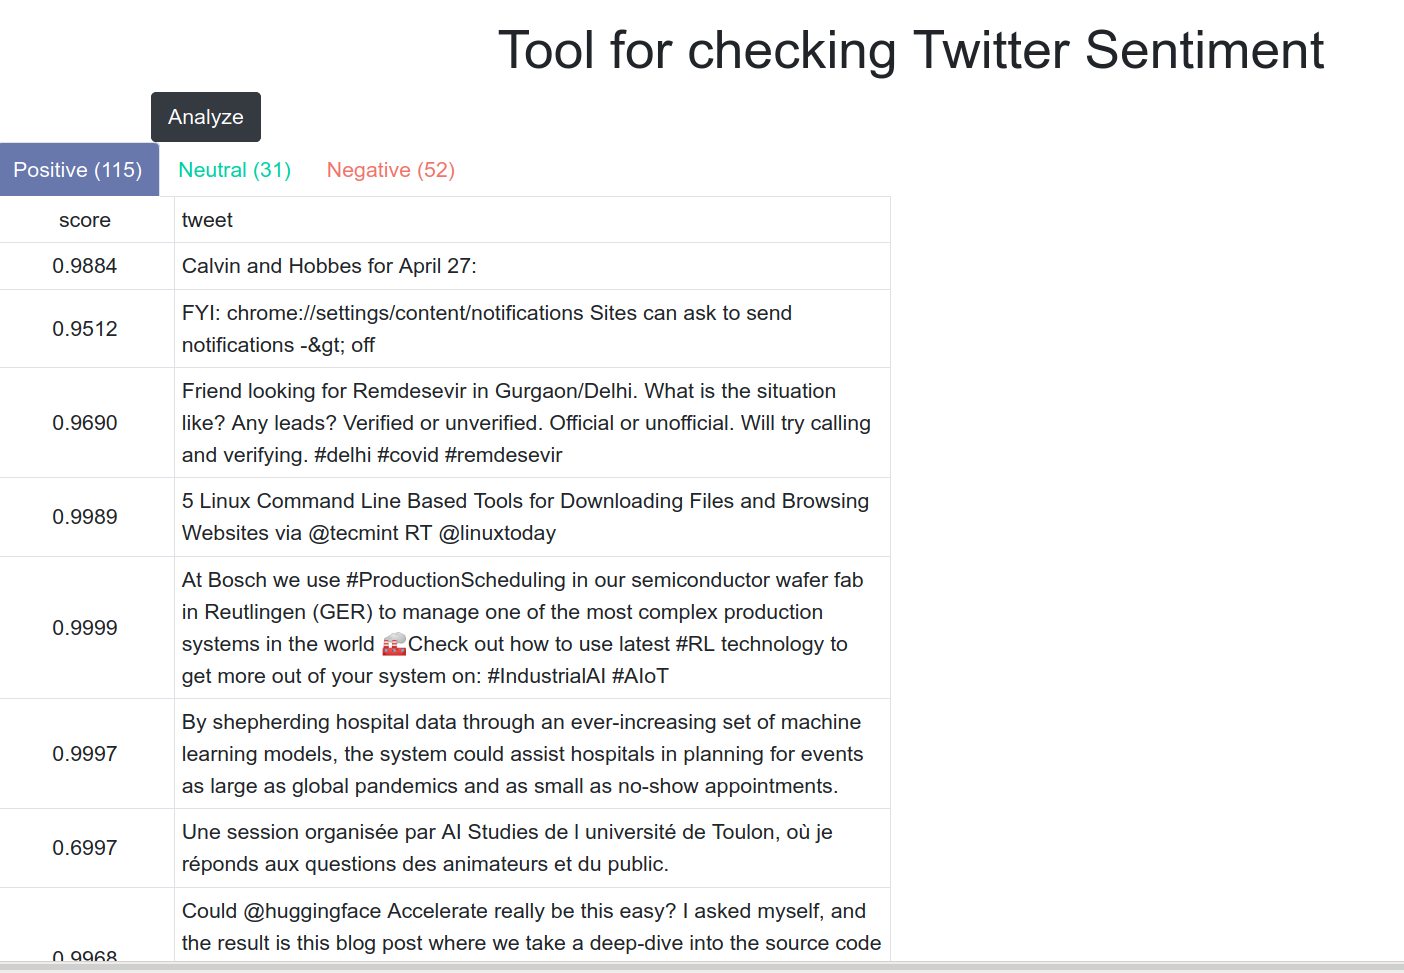 Tool for checking Twitter Sentiment
Analyze
Positive (115) Neutral (31) Negative (52)
score tweet
0.9884 Calvin and Hobbes for April 27:
0.9512 FYI: chrome://settings/content/notifications Sites can ask to send
notifications -&gt; off
0.9690 Friend looking for Remdesevir in Gurgaon/Delhi. What is the situation
like? Any leads? Verified or unverified. Official or unofficial. Will try calling
and verifying. #delhi #covid #remdesevir
0.9989 5 Linux Command Line Based Tools for Downloading Files and Browsing
Websites via @tecmint RT @linuxtoday
0.9999 At Bosch we use #ProductionScheduling in our semiconductor wafer fab
in Reutlingen (GER) to manage one of the most complex production
systems in the world 🏭Check out how to use latest #RL technology to
get more out of your system on: #IndustrialAI #AIoT
0.9997 By shepherding hospital data through an ever-increasing set of machine
learning models, the system could assist hospitals in planning for events
as large as global pandemics and as small as no-show appointments.
0.6997 Une session organisée par AI Studies de l université de Toulon, où je
réponds aux questions des animateurs et du public.
0.9968 Could @huggingface Accelerate really be this easy? I asked myself, and
the result is this blog post where we take a deep-dive into the source code